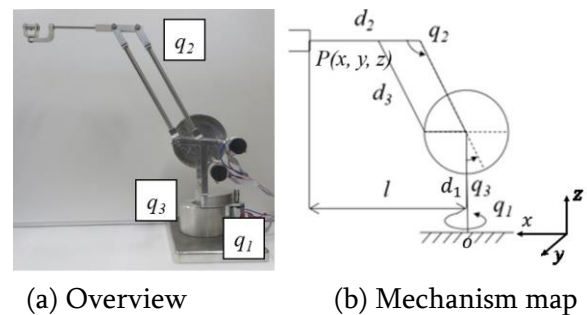 q2
q3
q1
d2
q2
P(x, y, z)
d3
d1
q3
l
q1
x
y
z
o
(a) Overview
(b) Mechanism map